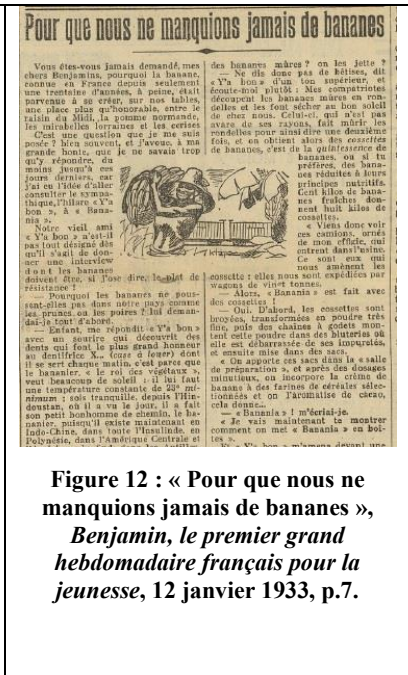 Pour que nous ne manquions jamais de bananes
Vous êtes-vous jamais demandé, mes
chers Benjamins, pourquoi la banane,
connue en France depuis seulement
une trentaine d'années, à peine, était
parvenue à se créer, sur nos tables,
une place plus qu'honorable, entre le
raisin du Midi, la pomme normande,
les mirabelles lorraines et les cerises
C'est une question que je me suis
posée ? bien souvent, et j'avoue, à ma
grande honte, que je ne savais trop
qu'y répondre, du
moins jusqu'à ces
jours derniers, car
j'ai eu l'idée d'aller
consulter le sympa-
thique, l'hilare « Y'a
bon », à « Bana-
nia ».
Notre vieil ami
« Y'a bon » n'est-il
pas tout désigné dès
qu'il s'agit de don-
ner une interview
dont les bananes
doivent être, si j'ose dire, le plat de
résistance !
— Pourquoi les bananes ne pous-
sent-elles pas dans notre pays comme
les prunes ou les poires ? lui deman-
dai-je tout d'abord.
— Enfant, me répondit « Y'a bon »
avec un sourire qui découvrit des
dents qui font le plus grand honneur
au dentifrice X... (case à louer) dont
il se sert chaque matin, c'est parce que
le bananier, « le roi des végétaux »,
veut beaucoup de soleil : il lui faut
une température constante de 23° mi-
nimum : sois tranquille, depuis l'Hin-
doustan, où il a vu le jour, il a fait
son petit bonhomme de chemin, le ba-
nanier, puisqu'il existe maintenant en
Indo-Chine, dans toute l'Insulinde, en
Polynésie, dans l'Amérique Centrale et
des bananes mûres ? on les jette ?
— Ne dis donc pas de bêtises, dit
« Y'a bon » d'un ton supérieur, et
écoute-moi plutôt : Mes compatriotes
découpent les bananes mûres en ron-
delles et les font sécher au bon soleil
de chez nous. Celui-ci, qui n'est pas
avare de ses rayons, fait mûrir les
rondelles pour ainsi dire une deuxième
fois, et on obtient alors des cossettes
de bananes, c'est de la quintessence de
bananes, ou si tu
préfères, des bana-
nes réduites à leurs
principes nutritifs.
Cent kilos de bana-
nes fraîches don-
nent huit kilos de
cossettes.
« Viens donc voir
ces camions, ornés
de mon effigie, qui
entrent dans l'usine.
Ce sont eux qui
nous amènent les
cossette : elles nous sont expédiées par
wagons de vingt tonnes.
— Alors, « Banania » est fait avec
des cossettes !
— Oui. D'abord, les cossettes sont
broyées, transformées en poudre très
fine, puis des chaînes à godets mon-
tent cette poudre dans des bluteries où
elle est débarrassée de ses impuretés,
et ensuite mise dans des sacs.
« On apporte ces sacs dans la « salle
de préparation », et après des dosages
minutieux, on incorpore la crème de
banane à des farines de céréales sélec-
tionnées et on l'aromatise de cacao,
cela donne...
— « Banania » ! m'écriai-je.
« Je vais maintenant te montrer
comment on met « Banania » en boî-
tes ».
Figure 12 : « Pour que nous ne
manquions jamais de bananes »,
Benjamin, le premier grand
hebdomadaire français pour la
jeunesse, 12 janvier 1933, p.7.